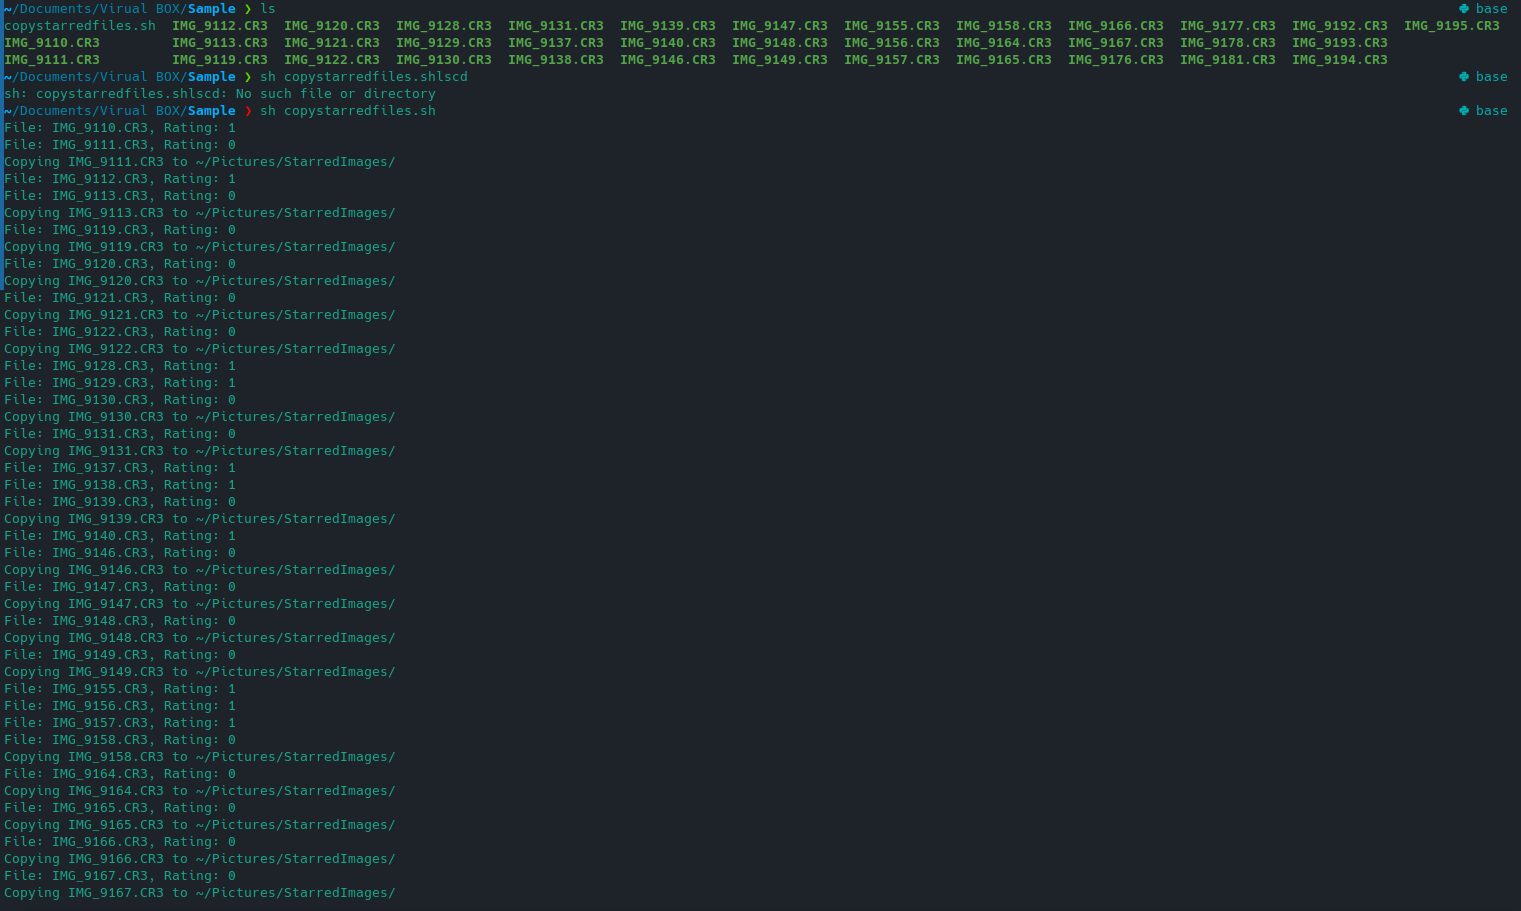 ~/Documents/Virual BOX/Sample ❯ ls base
copystarredfiles.sh IMG_9112.CR3 IMG_9120.CR3 IMG_9128.CR3 IMG_9131.CR3 IMG_9139.CR3 IMG_9147.CR3 IMG_9155.CR3 IMG_9158.CR3 IMG_9166.CR3 IMG_9177.CR3 IMG_9192.CR3 IMG_9195.CR3
IMG_9110.CR3 IMG_9113.CR3 IMG_9121.CR3 IMG_9129.CR3 IMG_9137.CR3 IMG_9140.CR3 IMG_9148.CR3 IMG_9156.CR3 IMG_9164.CR3 IMG_9167.CR3 IMG_9178.CR3 IMG_9193.CR3
IMG_9111.CR3 IMG_9119.CR3 IMG_9122.CR3 IMG_9130.CR3 IMG_9138.CR3 IMG_9146.CR3 IMG_9149.CR3 IMG_9157.CR3 IMG_9165.CR3 IMG_9176.CR3 IMG_9181.CR3 IMG_9194.CR3
~/Documents/Virual BOX/Sample ❯ sh copystarredfiles.shlscd base
sh: copystarredfiles.shlscd: No such file or directory
~/Documents/Virual BOX/Sample ❯ sh copystarredfiles.sh base
File: IMG_9110.CR3, Rating: 1
File: IMG_9111.CR3, Rating: 0
Copying IMG_9111.CR3 to ~/Pictures/StarredImages/
File: IMG_9112.CR3, Rating: 1
File: IMG_9113.CR3, Rating: 0
Copying IMG_9113.CR3 to ~/Pictures/StarredImages/
File: IMG_9119.CR3, Rating: 0
Copying IMG_9119.CR3 to ~/Pictures/StarredImages/
File: IMG_9120.CR3, Rating: 0
Copying IMG_9120.CR3 to ~/Pictures/StarredImages/
File: IMG_9121.CR3, Rating: 0
Copying IMG_9121.CR3 to ~/Pictures/StarredImages/
File: IMG_9122.CR3, Rating: 0
Copying IMG_9122.CR3 to ~/Pictures/StarredImages/
File: IMG_9128.CR3, Rating: 1
File: IMG_9129.CR3, Rating: 1
File: IMG_9130.CR3, Rating: 0
Copying IMG_9130.CR3 to ~/Pictures/StarredImages/
File: IMG_9131.CR3, Rating: 0
Copying IMG_9131.CR3 to ~/Pictures/StarredImages/
File: IMG_9137.CR3, Rating: 1
File: IMG_9138.CR3, Rating: 1
File: IMG_9139.CR3, Rating: 0
Copying IMG_9139.CR3 to ~/Pictures/StarredImages/
File: IMG_9140.CR3, Rating: 1
File: IMG_9146.CR3, Rating: 0
Copying IMG_9146.CR3 to ~/Pictures/StarredImages/
File: IMG_9147.CR3, Rating: 0
Copying IMG_9147.CR3 to ~/Pictures/StarredImages/
File: IMG_9148.CR3, Rating: 0
Copying IMG_9148.CR3 to ~/Pictures/StarredImages/
File: IMG_9149.CR3, Rating: 0
Copying IMG_9149.CR3 to ~/Pictures/StarredImages/
File: IMG_9155.CR3, Rating: 1
File: IMG_9156.CR3, Rating: 1
File: IMG_9157.CR3, Rating: 1
File: IMG_9158.CR3, Rating: 0
Copying IMG_9158.CR3 to ~/Pictures/StarredImages/
File: IMG_9164.CR3, Rating: 0
Copying IMG_9164.CR3 to ~/Pictures/StarredImages/
File: IMG_9165.CR3, Rating: 0
Copying IMG_9165.CR3 to ~/Pictures/StarredImages/
File: IMG_9166.CR3, Rating: 0
Copying IMG_9166.CR3 to ~/Pictures/StarredImages/
File: IMG_9167.CR3, Rating: 0
Copying IMG_9167.CR3 to ~/Pictures/StarredImages/